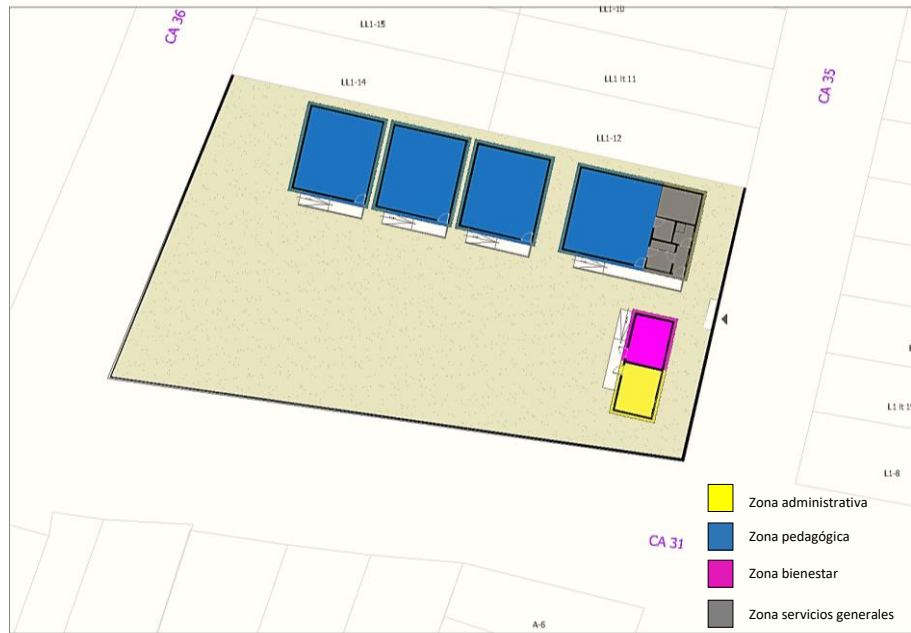 CA 36
LL1-15
LL1-10
CA 35
LL1-14
LL1 lt 11
LL1-12
L1-8
CA 31
A-6
Zona administrativa
Zona pedagógica
Zona bienestar
Zona servicios generales